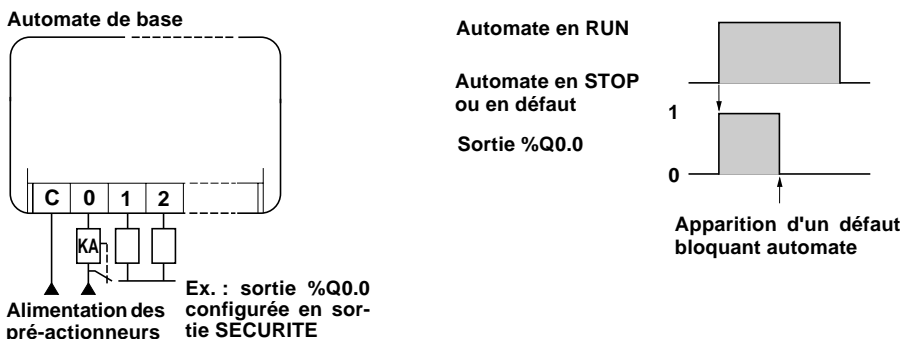 Automate de base
C 0 1 2
KA
Alimentation des
pré-actionneurs
Ex. : sortie %Q0.0
configurée en sor-
tie SECURITE
Automate en RUN
Automate en STOP
ou en défaut
1
Sortie %Q0.0
0
Apparition d'un défaut
bloquant automate